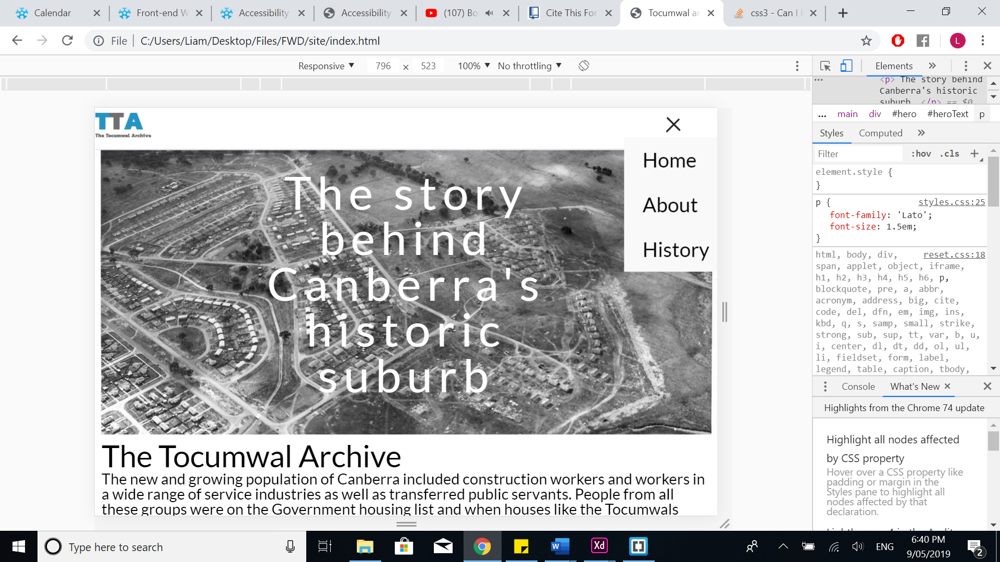 Calendar
Front-end W
Accessibility
Accessibility
(107) Bo
Cite This For
Tocumwal ar
css3 - Can I
File
C:/Users/Liam/Desktop/Files/FWD/site/index.html
L
Responsive
796 x 523
100%
No throttling
Elements
<p> The story behind
Canberra's historic
suburb </p> == $0
... main div #hero #heroText p
Styles
Computed
Filter
:hov .cls
element.style {
}
p {
styles.css:25
font-family: 'Lato';
font-size: 1.5em;
}
html, body, div,
reset.css:18
span, applet, object, iframe,
h1, h2, h3, h4, h5, h6, p,
blockquote, pre, a, abbr,
acronym, address, big, cite,
code, del, dfn, em, img, ins,
kbd, q, s, samp, small, strike,
strong, sub, sup, tt, var, b, u,
i, center, dl, dt, dd, ol, ul,
li, fieldset, form, label,
legend, table, caption, tbody,
Console
What's New
Highlights from the Chrome 74 update
Highlight all nodes affected
by CSS property
Hover over a CSS property like
padding or margin in the
Styles pane to highlight all
nodes affected by that
declaration.
TTA
The Tocumwal Archive
Home
About
History
The story
behind
Canberra's
historic
suburb
The Tocumwal Archive
The new and growing population of Canberra included construction workers and workers in
a wide range of service industries as well as transferred public servants. People from all
these groups were on the Government housing list and when houses like the Tocumwals
Type here to search
Xd
ENG
6:40 PM
9/05/2019
2